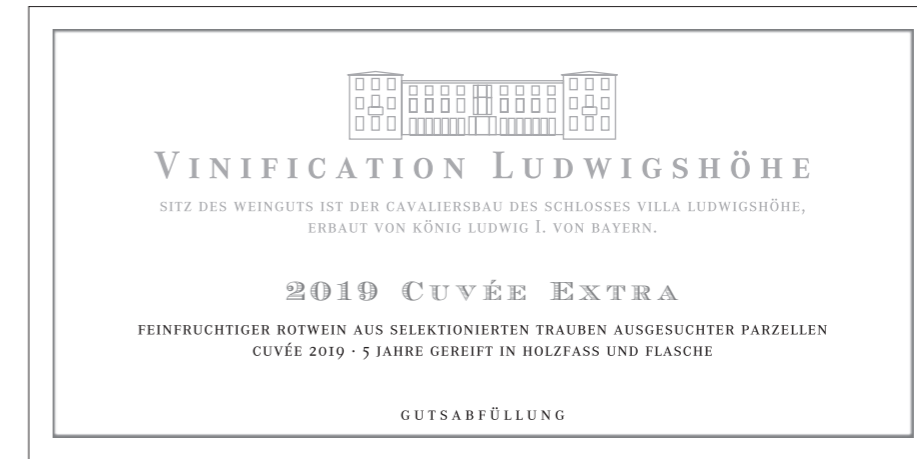 Vinification Ludwigshöhe
sitz des weinguts ist der cavaliersbau des schlosses villa ludwigshöhe,
erbaut von könig ludwig I. von bayern.
2019 Cuvée Extra
feinfruchtiger rotwein aus selektionierten trauben ausgesuchter parzellen
cuvée 2019 · 5 jahre gereift in holzfass und flasche
gutsabfüllung